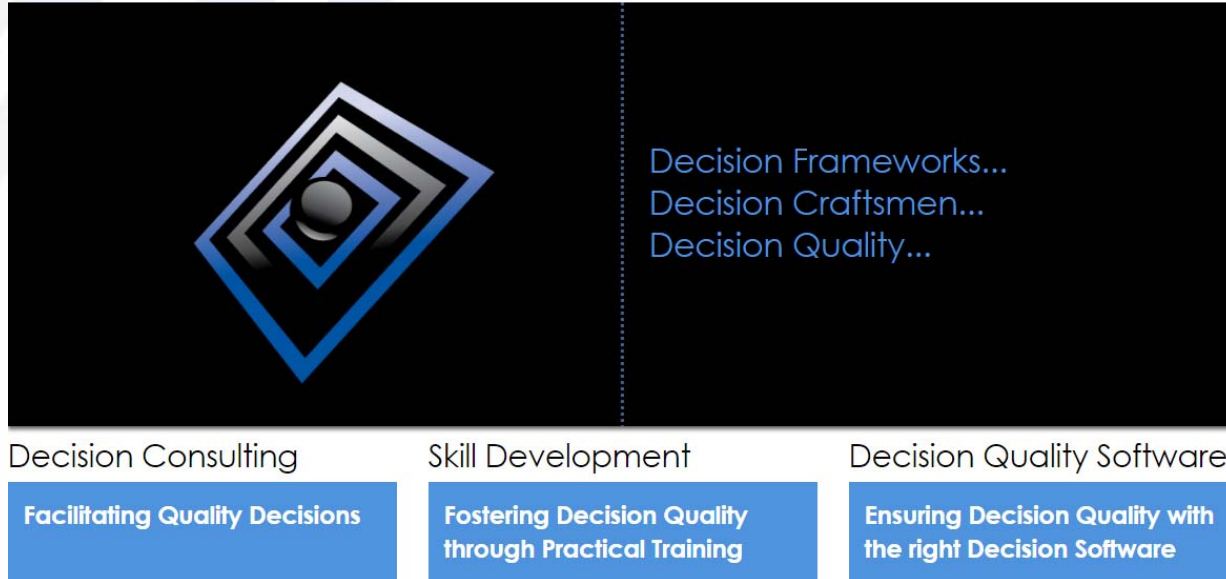 Decision Frameworks...
Decision Craftsmen...
Decision Quality...
Decision Consulting
Facilitating Quality Decisions
Skill Development
Fostering Decision Quality
through Practical Training
Decision Quality Software
Ensuring Decision Quality with
the right Decision Software